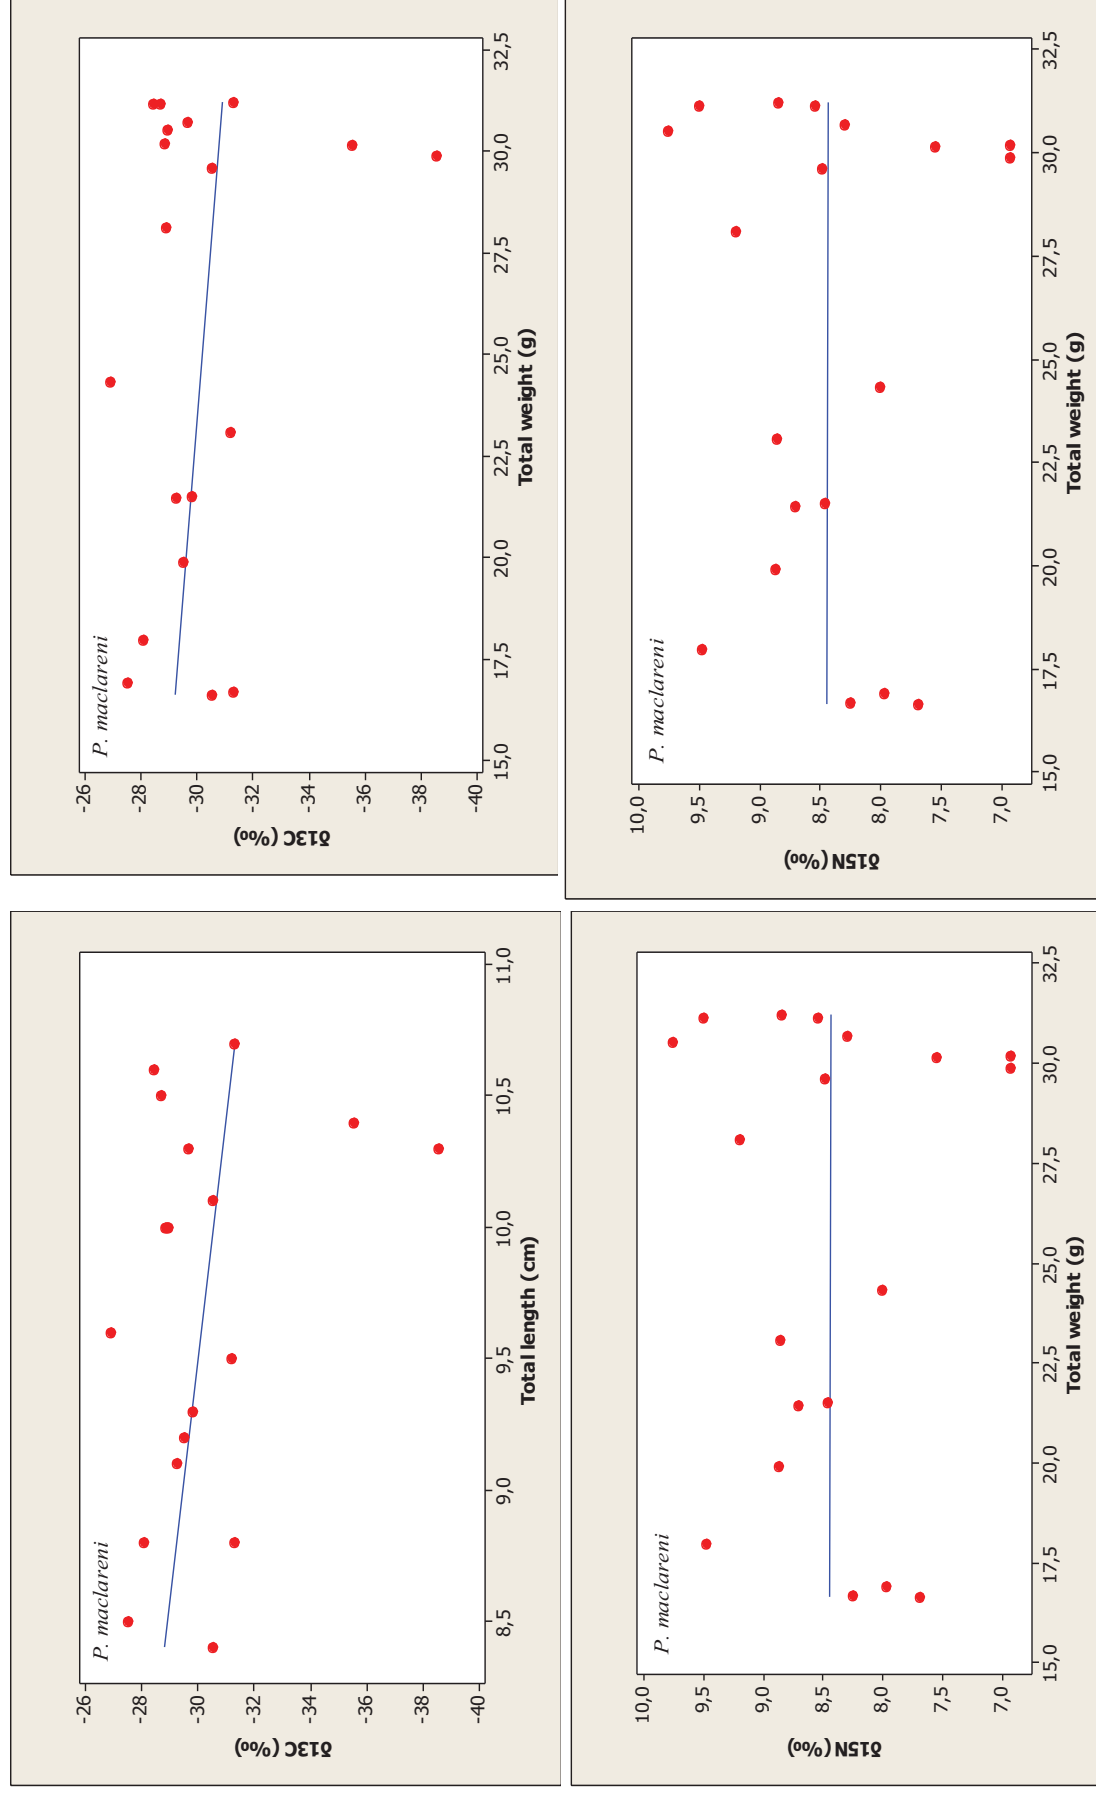 P. maclareni
-26
-28
-30
-32
-34
-36
-38
-40
δ13C (‰)
8,5 9,0 9,5 10,0 10,5 11,0
Total length (cm)
P. maclareni
-26
-28
-30
-32
-34
-36
-38
-40
δ13C (‰)
15,0 17,5 20,0 22,5 25,0 27,5 30,0 32,5
Total weight (g)
P. maclareni
10,0
9,5
9,0
8,5
8,0
7,5
7,0
δ15N (‰)
15,0 17,5 20,0 22,5 25,0 27,5 30,0 32,5
Total weight (g)
P. maclareni
10,0
9,5
9,0
8,5
8,0
7,5
7,0
δ15N (‰)
15,0 17,5 20,0 22,5 25,0 27,5 30,0 32,5
Total weight (g)